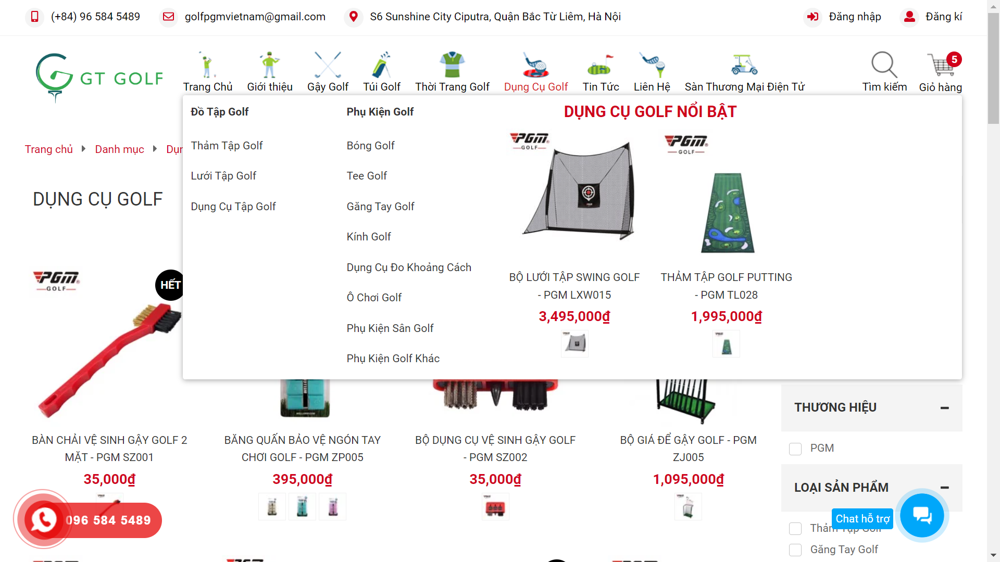 (+84) 96 584 5489
golfpgmvietnam@gmail.com
S6 Sunshine City Ciputra, Quận Bắc Từ Liêm, Hà Nội
Đăng nhập
Đăng kí
GT GOLF
Trang Chủ
Giới thiệu
Gậy Golf
Túi Golf
Thời Trang Golf
Dụng Cụ Golf
Tin Tức
Liên Hệ
Sàn Thương Mại Điện Tử
Tìm kiếm
5
Giỏ hàng
Đồ Tập Golf
Thảm Tập Golf
Lưới Tập Golf
Dụng Cụ Tập Golf
Phụ Kiện Golf
Bóng Golf
Tee Golf
Găng Tay Golf
Kính Golf
Dụng Cụ Đo Khoảng Cách
Ô Chơi Golf
Phụ Kiện Sân Golf
Phụ Kiện Golf Khác
DỤNG CỤ GOLF NỔI BẬT
PGM
GOLF
BỘ LƯỚI TẬP SWING GOLF
- PGM LXW015
3,495,000₫
PGM
GOLF
THẢM TẬP GOLF PUTTING
- PGM TL028
1,995,000₫
Trang chủ
Danh mục
DỤNG CỤ GOLF
PGM
GOLF
HẾT
BÀN CHẢI VỆ SINH GẬY GOLF 2
MẶT - PGM SZ001
35,000₫
BĂNG QUẤN BẢO VỆ NGÓN TAY
CHƠI GOLF - PGM ZP005
395,000₫
BỘ DỤNG CỤ VỆ SINH GẬY GOLF
- PGM SZ002
35,000₫
BỘ GIÁ ĐỂ GẬY GOLF - PGM
ZJ005
1,095,000₫
THƯƠNG HIỆU
PGM
LOẠI SẢN PHẨM
Thảm Tập Golf
Găng Tay Golf
096 584 5489
Chat hỗ trợ